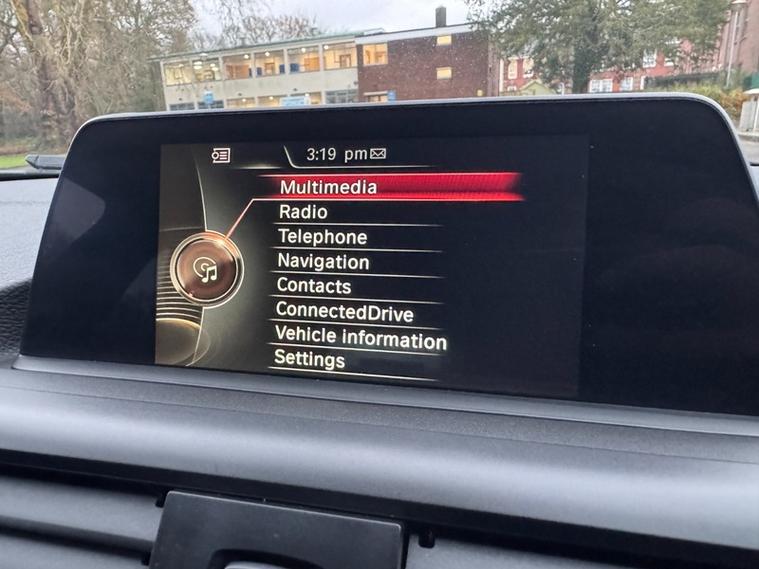 3:19 pm
Multimedia
Radio
Telephone
Navigation
Contacts
ConnectedDrive
Vehicle information
Settings